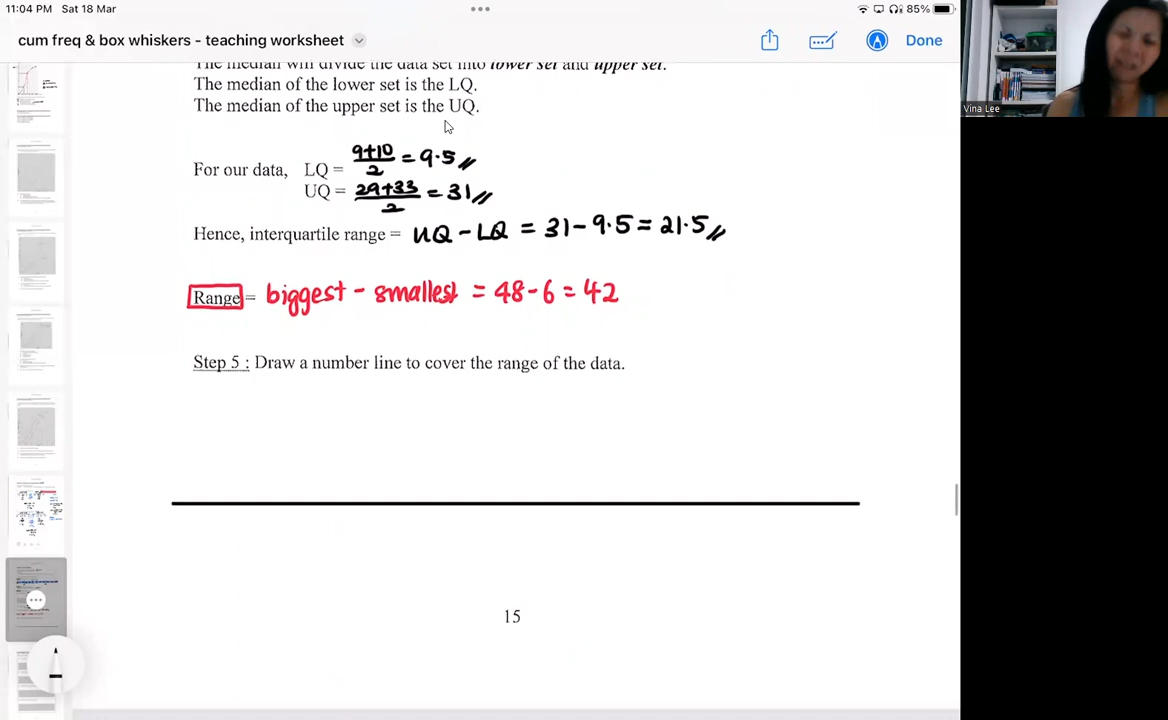 11:04 PM Sat 18 Mar
85%
cum freq & box whiskers - teaching worksheet
Done
The median will divide the data set into lower set and upper set.
The median of the lower set is the LQ.
The median of the upper set is the UQ.
For our data, LQ = 9+10/2 = 9.5
UQ = 29+33/2 = 31
Hence, interquartile range = UQ - LQ = 31 - 9.5 = 21.5
Range = biggest - smallest = 48 - 6 = 42
Step 5 : Draw a number line to cover the range of the data.
15
Vina Lee